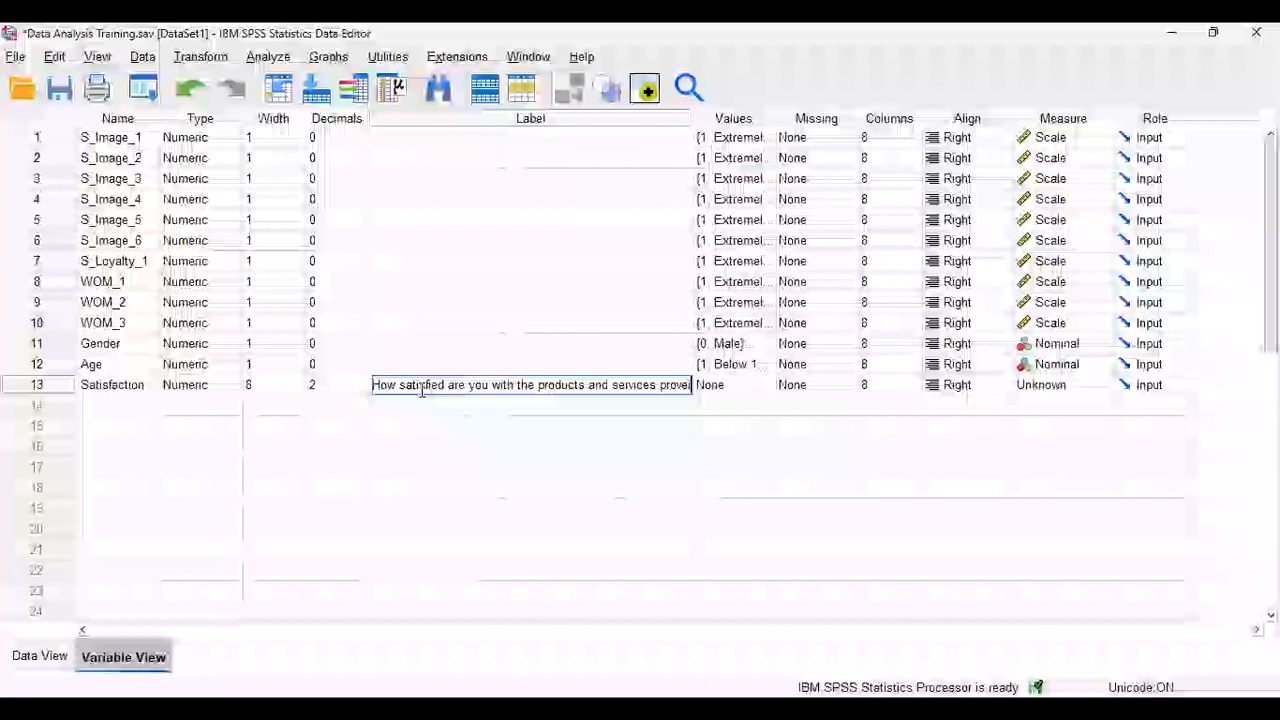 *Data Analysis Training.sav [DataSet1] - IBM SPSS Statistics Data Editor
File Edit View Data Transform Analyze Graphs Utilities Extensions Window Help
Name Type Width Decimals Label Values Missing Columns Align Measure Role
1 S_Image_1 Numeric 1 0 {1, Extremel... None 8 Right Scale Input
2 S_Image_2 Numeric 1 0 {1, Extremel... None 8 Right Scale Input
3 S_Image_3 Numeric 1 0 {1, Extremel... None 8 Right Scale Input
4 S_Image_4 Numeric 1 0 {1, Extremel... None 8 Right Scale Input
5 S_Image_5 Numeric 1 0 {1, Extremel... None 8 Right Scale Input
6 S_Image_6 Numeric 1 0 {1, Extremel... None 8 Right Scale Input
7 S_Loyalty_1 Numeric 1 0 {1, Extremel... None 8 Right Scale Input
8 WOM_1 Numeric 1 0 {1, Extremel... None 8 Right Scale Input
9 WOM_2 Numeric 1 0 {1, Extremel... None 8 Right Scale Input
10 WOM_3 Numeric 1 0 {1, Extremel... None 8 Right Scale Input
11 Gender Numeric 1 0 {0, Male}... None 8 Right Nominal Input
12 Age Numeric 1 0 {1, Below 1... None 8 Right Nominal Input
13 Satisfaction Numeric 8 2 How satisfied are you with the products and services prove None None 8 Right Unknown Input
14
15
16
17
18
19
20
21
22
23
24
Data View Variable View
IBM SPSS Statistics Processor is ready Unicode:ON